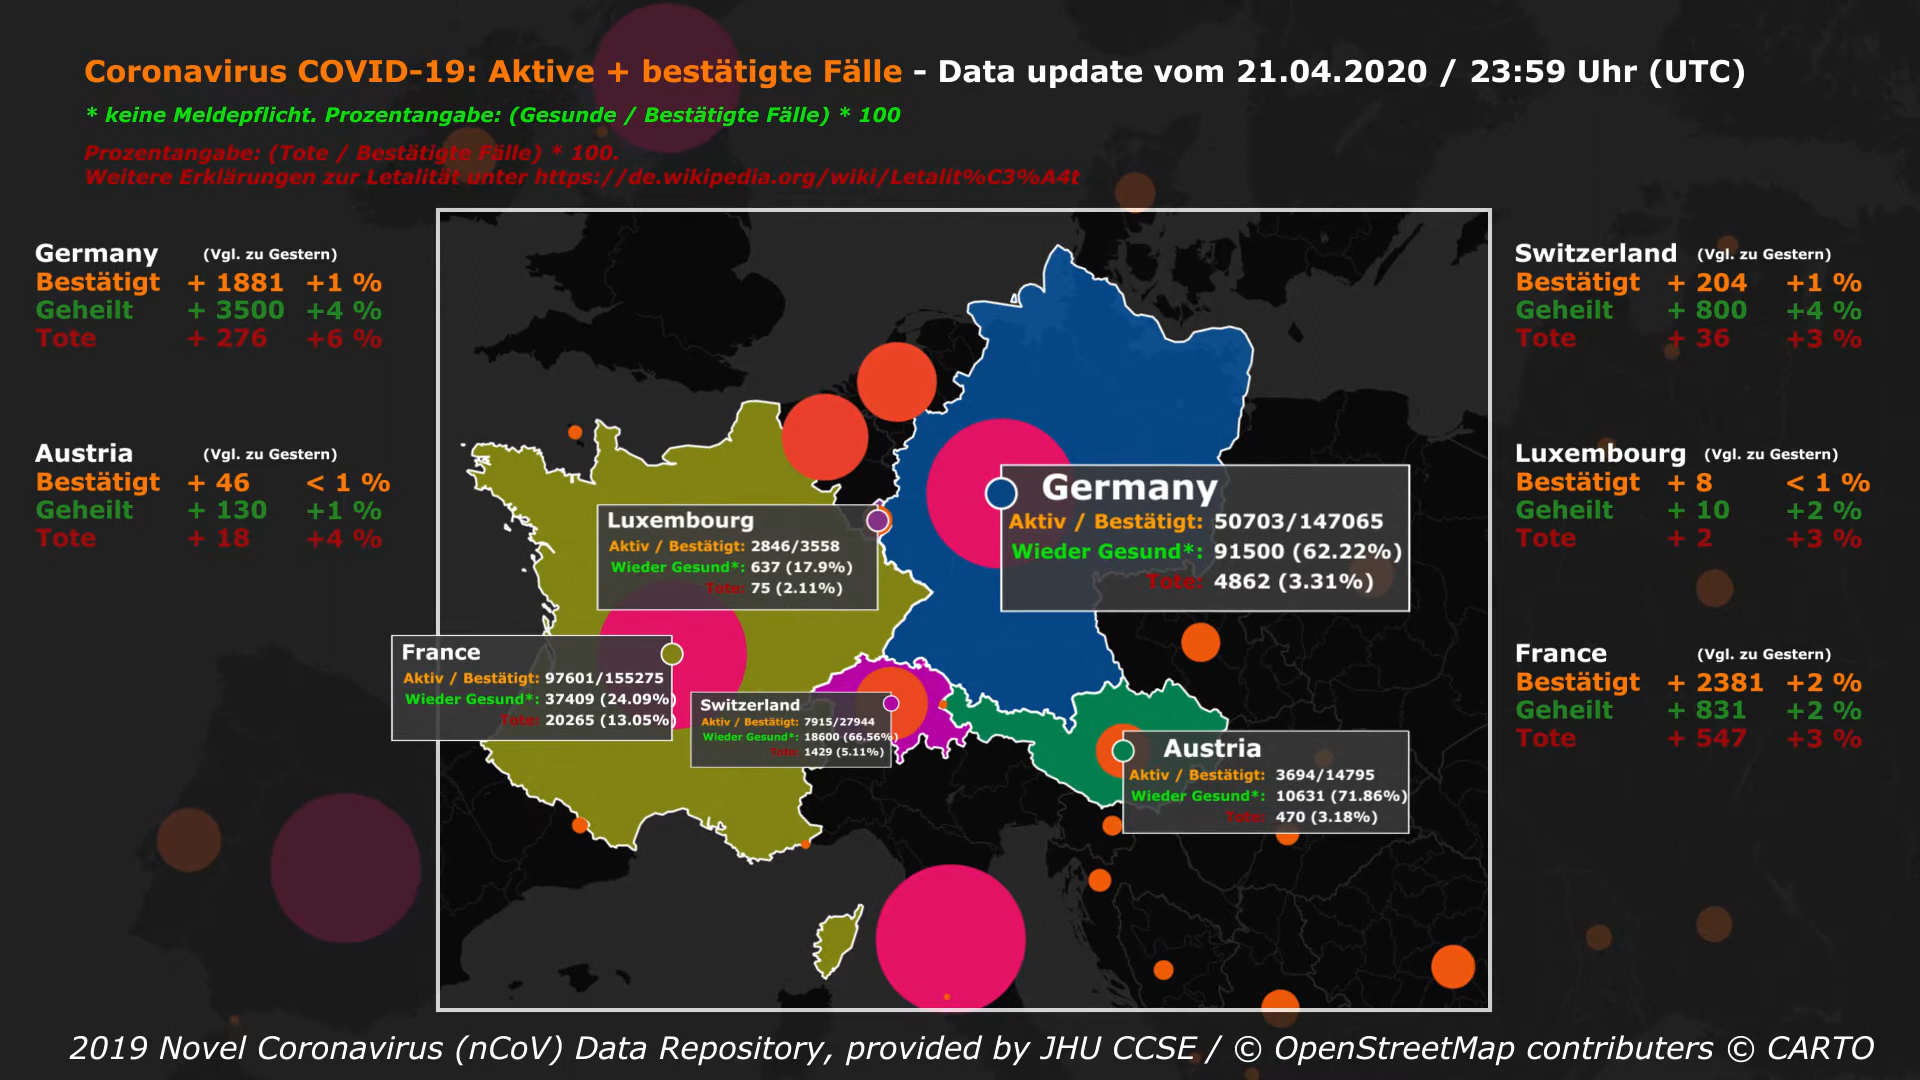 Coronavirus COVID-19: Aktive + bestätigte Fälle - Data update vom 21.04.2020 / 23:59 Uhr (UTC)
* keine Meldepflicht. Prozentangabe: (Gesunde / Bestätigte Fälle) * 100
Prozentangabe: (Tote / Bestätigte Fälle) * 100.
Weitere Erklärungen zur Letalität unter https://de.wikipedia.org/wiki/Letalit%C3%A4t
Germany (Vgl. zu Gestern)
Bestätigt + 1881 +1 %
Geheilt + 3500 +4 %
Tote + 276 +6 %
Austria (Vgl. zu Gestern)
Bestätigt + 46 < 1 %
Geheilt + 130 +1 %
Tote + 18 +4 %
Germany
Aktiv / Bestätigt: 50703/147065
Wieder Gesund*: 91500 (62.22%)
Tote: 4862 (3.31%)
Luxembourg
Aktiv / Bestätigt: 2846/3558
Wieder Gesund*: 637 (17.9%)
Tote: 75 (2.11%)
France
Aktiv / Bestätigt: 97601/155275
Wieder Gesund*: 37409 (24.09%)
Tote: 20265 (13.05%)
Switzerland
Aktiv / Bestätigt: 7915/27944
Wieder Gesund*: 18600 (66.56%)
Tote: 1429 (5.11%)
Austria
Aktiv / Bestätigt: 3694/14795
Wieder Gesund*: 10631 (71.86%)
Tote: 470 (3.18%)
Switzerland (Vgl. zu Gestern)
Bestätigt + 204 +1 %
Geheilt + 800 +4 %
Tote + 36 +3 %
Luxembourg (Vgl. zu Gestern)
Bestätigt + 8 < 1 %
Geheilt + 10 +2 %
Tote + 2 +3 %
France (Vgl. zu Gestern)
Bestätigt + 2381 +2 %
Geheilt + 831 +2 %
Tote + 547 +3 %
2019 Novel Coronavirus (nCoV) Data Repository, provided by JHU CCSE / © OpenStreetMap contributers © CARTO